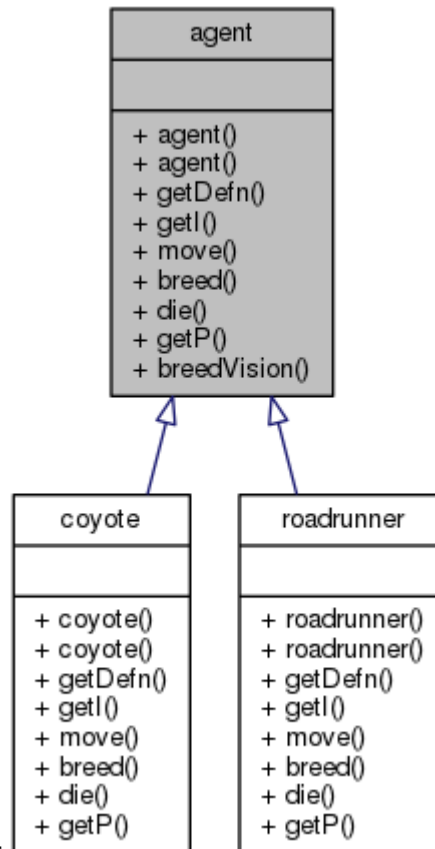 agent
+ agent()
+ agent()
+ getDefn()
+ getI()
+ move()
+ breed()
+ die()
+ getP()
+ breedVision()
coyote
+ coyote()
+ coyote()
+ getDefn()
+ getI()
+ move()
+ breed()
+ die()
+ getP()
roadrunner
+ roadrunner()
+ roadrunner()
+ getDefn()
+ getI()
+ move()
+ breed()
+ die()
+ getP()